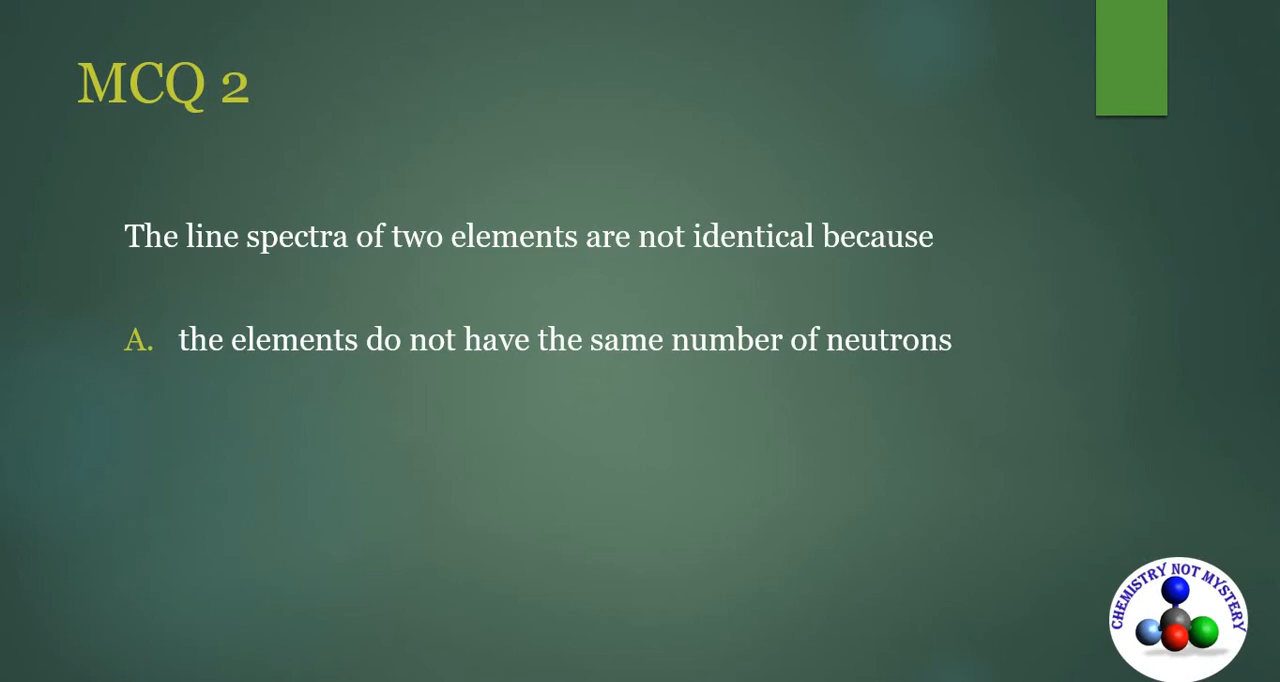 MCQ 2
The line spectra of two elements are not identical because
A. the elements do not have the same number of neutrons
CHEMISTRY NOT MYSTERY